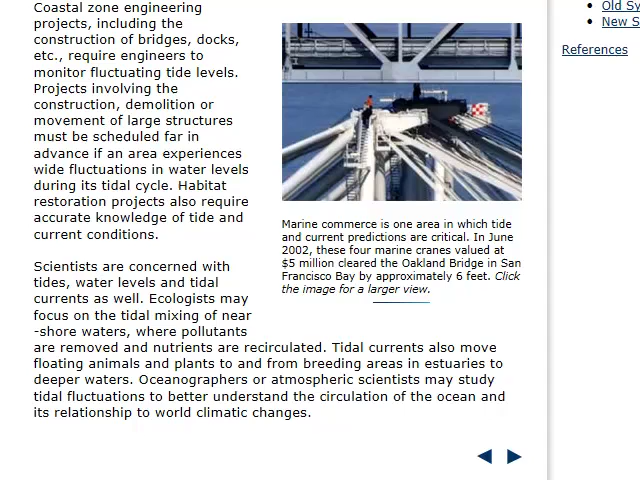 Coastal zone engineering
projects, including the
construction of bridges, docks,
etc., require engineers to
monitor fluctuating tide levels.
Projects involving the
construction, demolition or
movement of large structures
must be scheduled far in
advance if an area experiences
wide fluctuations in water levels
during its tidal cycle. Habitat
restoration projects also require
accurate knowledge of tide and
current conditions.
Marine commerce is one area in which tide
and current predictions are critical. In June
2002, these four marine cranes valued at
$5 million cleared the Oakland Bridge in San
Francisco Bay by approximately 6 feet. Click
the image for a larger view.
Scientists are concerned with
tides, water levels and tidal
currents as well. Ecologists may
focus on the tidal mixing of near
-shore waters, where pollutants
are removed and nutrients are recirculated. Tidal currents also move
floating animals and plants to and from breeding areas in estuaries to
deeper waters. Oceanographers or atmospheric scientists may study
tidal fluctuations to better understand the circulation of the ocean and
its relationship to world climatic changes.
Old Sy
New S
References